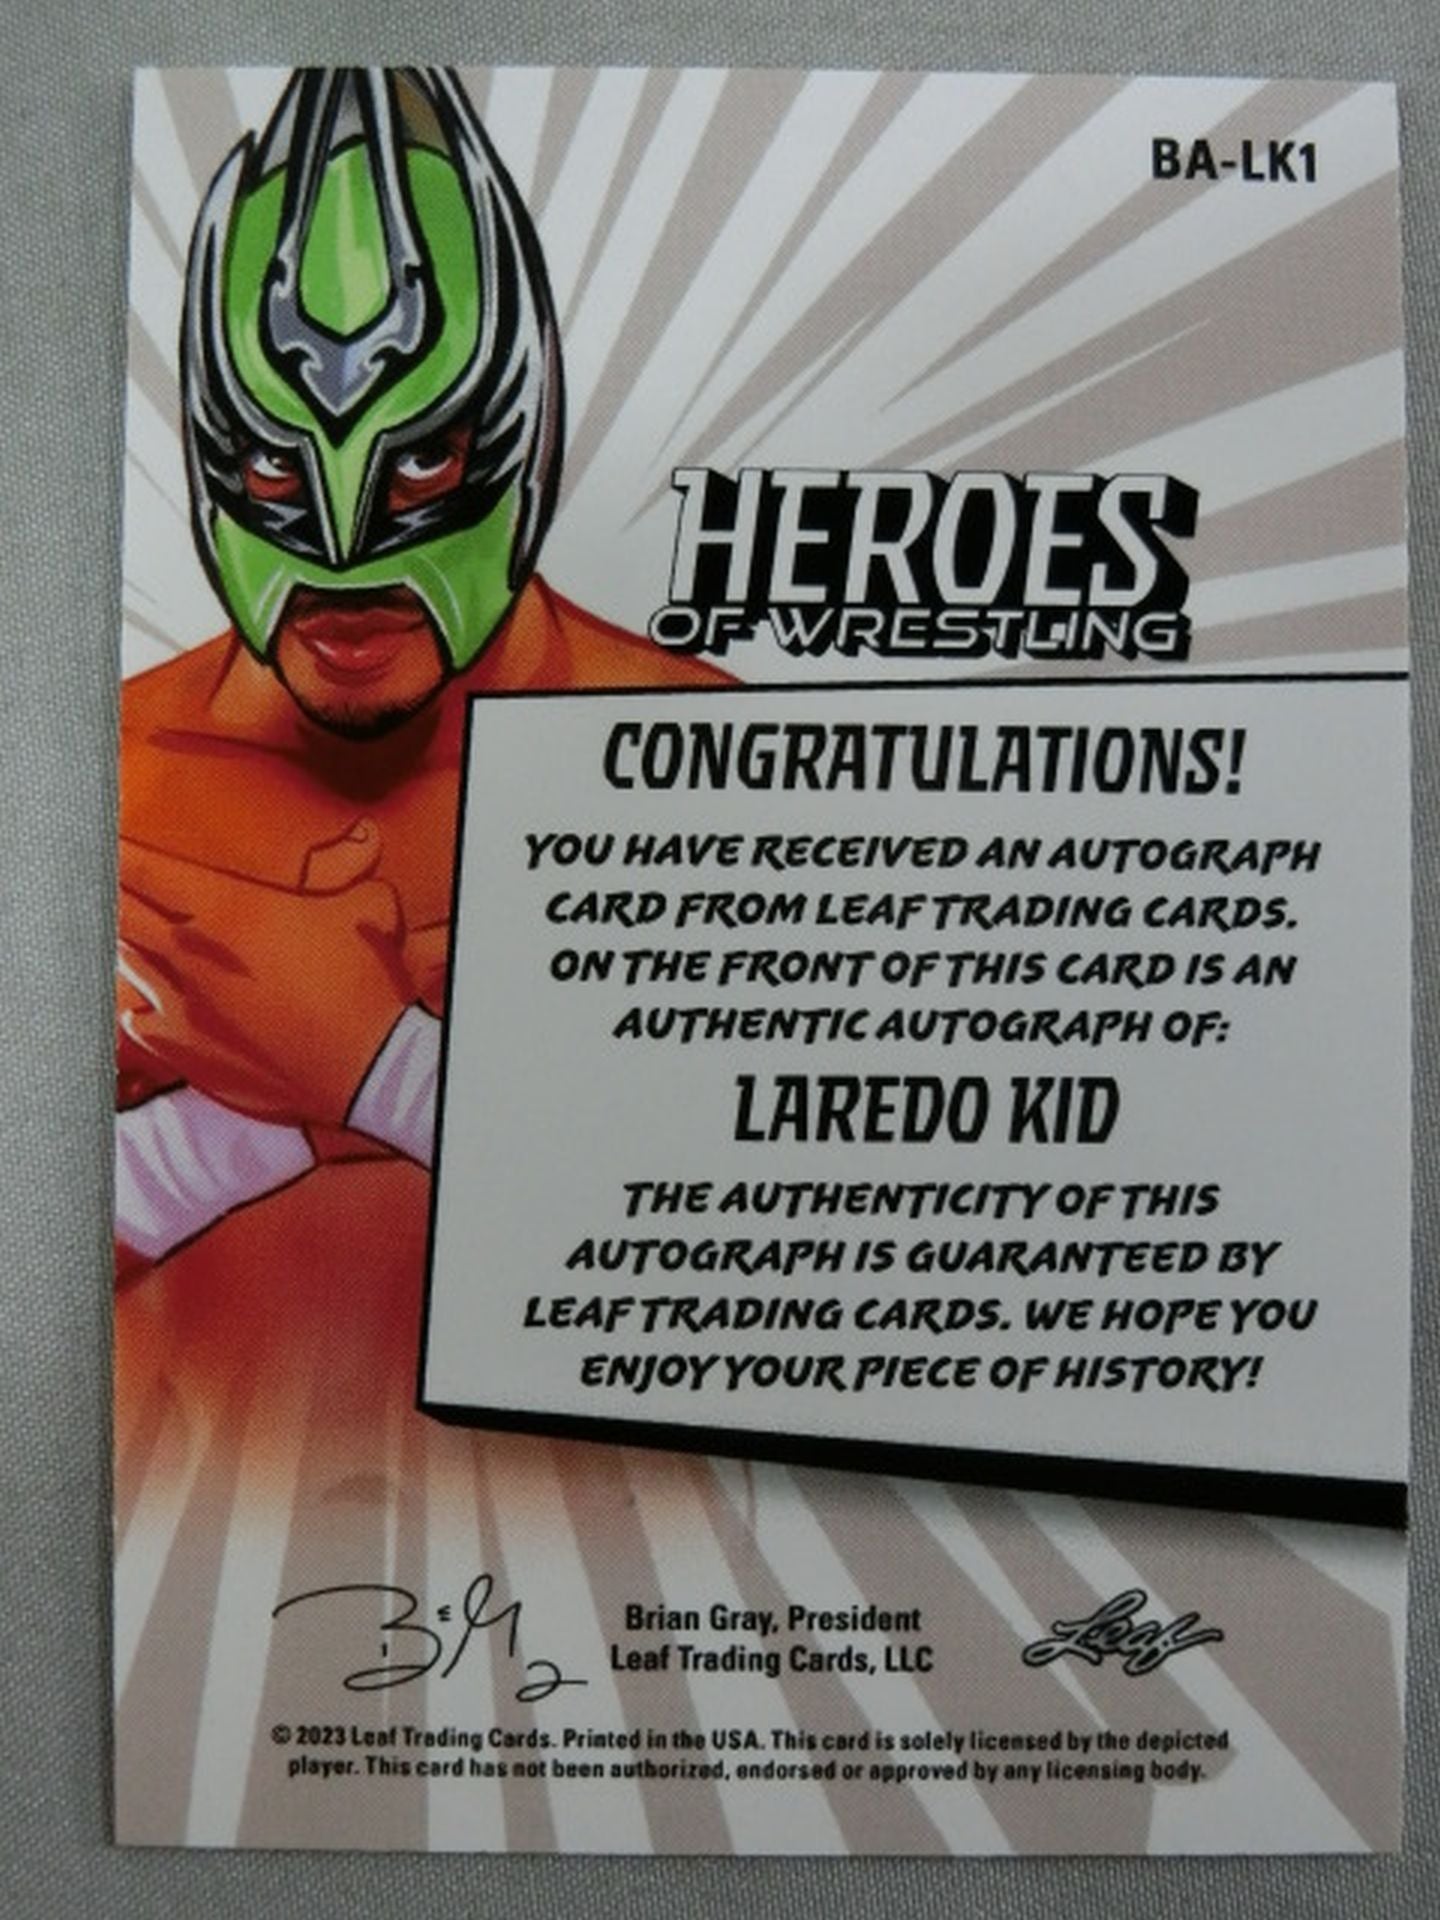 BA-LK1
HEROES
OF WRESTLING
CONGRATULATIONS!
YOU HAVE RECEIVED AN AUTOGRAPH
CARD FROM LEAF TRADING CARDS.
ON THE FRONT OF THIS CARD IS AN
AUTHENTIC AUTOGRAPH OF:
LAREDO KID
THE AUTHENTICITY OF THIS
AUTOGRAPH IS GUARANTEED BY
LEAF TRADING CARDS. WE HOPE YOU
ENJOY YOUR PIECE OF HISTORY!
Brian Gray, President
Leaf Trading Cards, LLC
Leaf
© 2023 Leaf Trading Cards. Printed in the USA. This card is solely licensed by the depicted
player. This card has not been authorized, endorsed or approved by any licensing body.